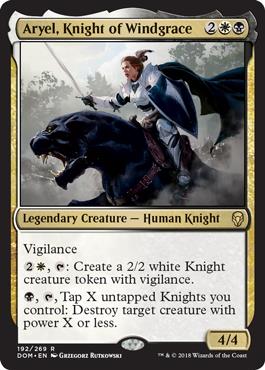 Aryel, Knight of Windgrace 2
Legendary Creature — Human Knight
Vigilance
2, : Create a 2/2 white Knight
creature token with vigilance.
, , Tap X untapped Knights you
control: Destroy target creature with
power X or less.
4/4
192/269 R
DOM • EN Grzegorz Rutkowski
™ & © 2018 Wizards of the Coast